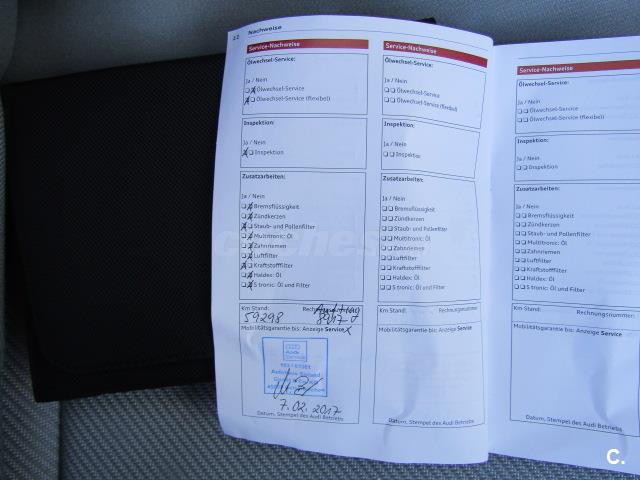 22 Nachweise
Service-Nachweise
Ölwechsel-Service:
Ja / Nein
Ölwechsel-Service
Ölwechsel-Service (flexibel)
Inspektion:
Ja / Nein
Inspektion
Zusatzarbeiten:
Ja / Nein
Bremsflüssigkeit
Zündkerzen
Staub- und Pollenfilter
Multitronic: Öl
Zahnriemen
Luftfilter
Kraftstofffilter
Haldex: Öl
S tronic: Öl und Filter
Km Stand:
59298
Mobilitätsgarantie bis: Anzeige Service
Audi
Service
7.02.2017
Datum, Stempel des Audi Betriebs
Service-Nachweise
Ölwechsel-Service:
Ja / Nein
Ölwechsel-Service
Ölwechsel-Service (flexibel)
Inspektion:
Ja / Nein
Inspektion
Zusatzarbeiten:
Ja / Nein
Bremsflüssigkeit
Zündkerzen
Staub- und Pollenfilter
Multitronic: Öl
Zahnriemen
Luftfilter
Kraftstofffilter
Haldex: Öl
S tronic: Öl und Filter
Km Stand: Rechnungsnummer:
Mobilitätsgarantie bis: Anzeige Service
Datum, Stempel des Audi Betriebs
Service-Nachweise
Ölwechsel-Service:
Ja / Nein
Ölwechsel-Service
Ölwechsel-Service (flexibel)
Inspektion:
Ja / Nein
Inspektion
Zusatzarbeiten:
Ja / Nein
Bremsflüssigkeit
Zündkerzen
Staub- und Pollenfilter
Multitronic: Öl
Zahnriemen
Luftfilter
Kraftstofffilter
Haldex: Öl
S tronic: Öl und Filter
Km Stand: Rechnungsnummer:
Mobilitätsgarantie bis: Anzeige Service
Datum, Stempel des Audi Betriebs
C.